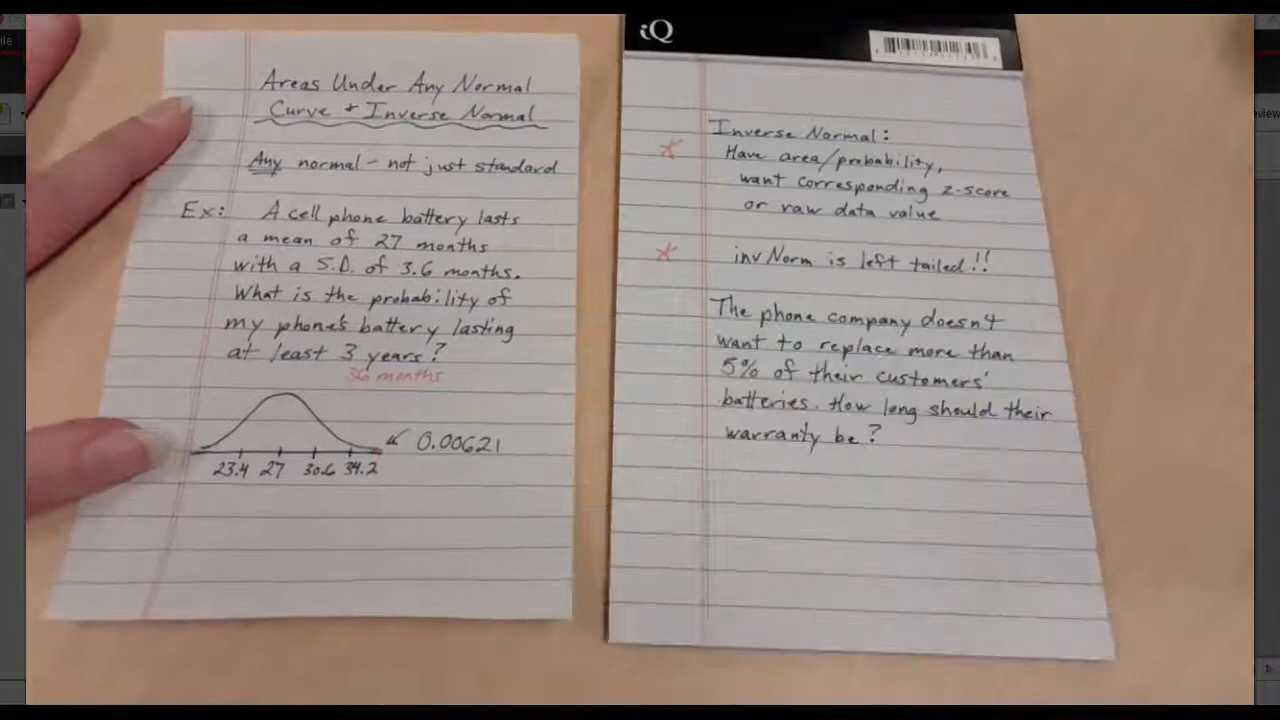 ile
eview
iQ
Areas Under Any Normal
Curve + Inverse Normal
Any normal - not just standard
Ex: A cell phone battery lasts
a mean of 27 months
with a S.D. of 3.6 months.
What is the probability of
my phone's battery lasting
at least 3 years?
36 months
0.00621
23.4 27 30.6 34.2
Inverse Normal:
* Have area/probability,
want corresponding z-score
or raw data value
* invNorm is left tailed!!
The phone company doesn't
want to replace more than
5% of their customers'
batteries. How long should their
warranty be?